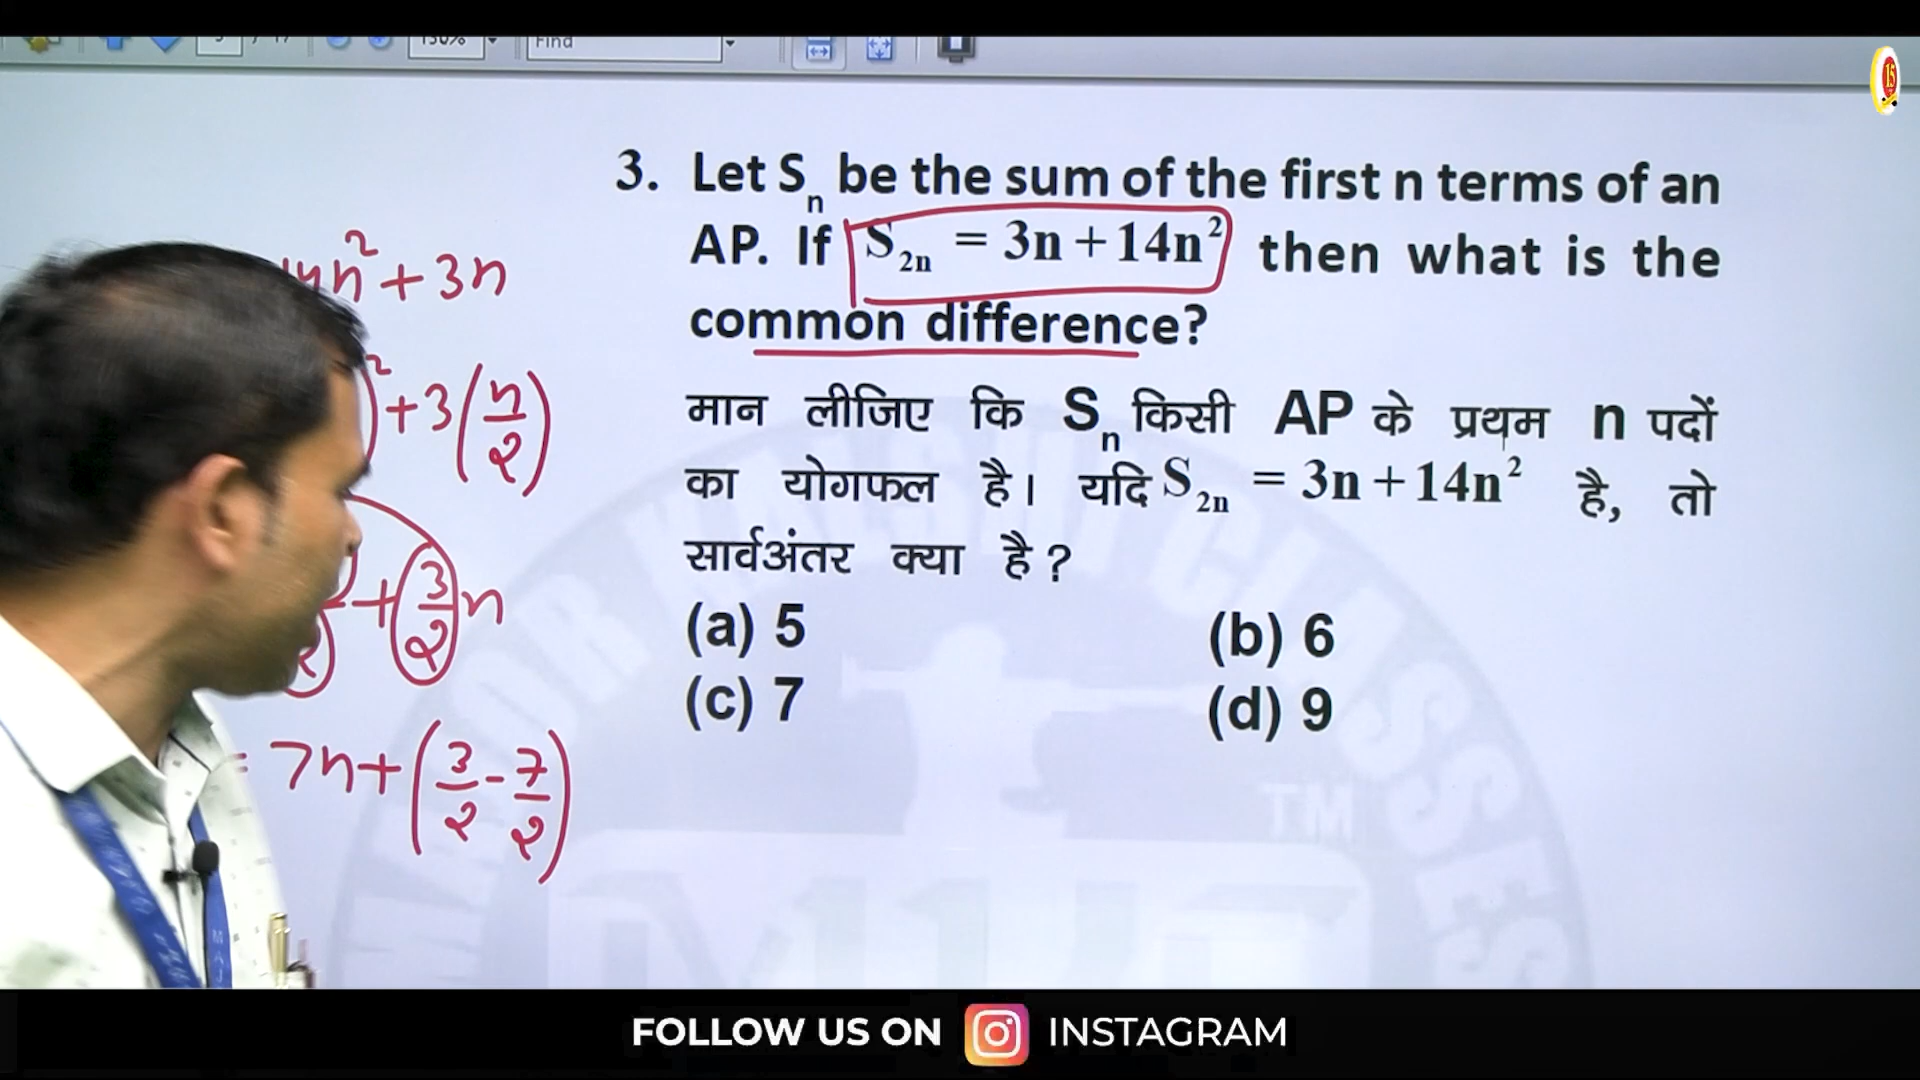 Find
3. Let Sn be the sum of the first n terms of an
AP. If S2n = 3n + 14n² then what is the
common difference?
मान लीजिए कि Sn किसी AP के प्रथम n पदों
का योगफल है। यदि S2n = 3n + 14n² है, तो
सार्वअंतर क्या है ?
(a) 5 (b) 6
(c) 7 (d) 9
n² + 3n
)² + 3(n/2)
+ 3/2 n
= 7n + (3/2 - 7/2)
TM
FOLLOW US ON INSTAGRAM